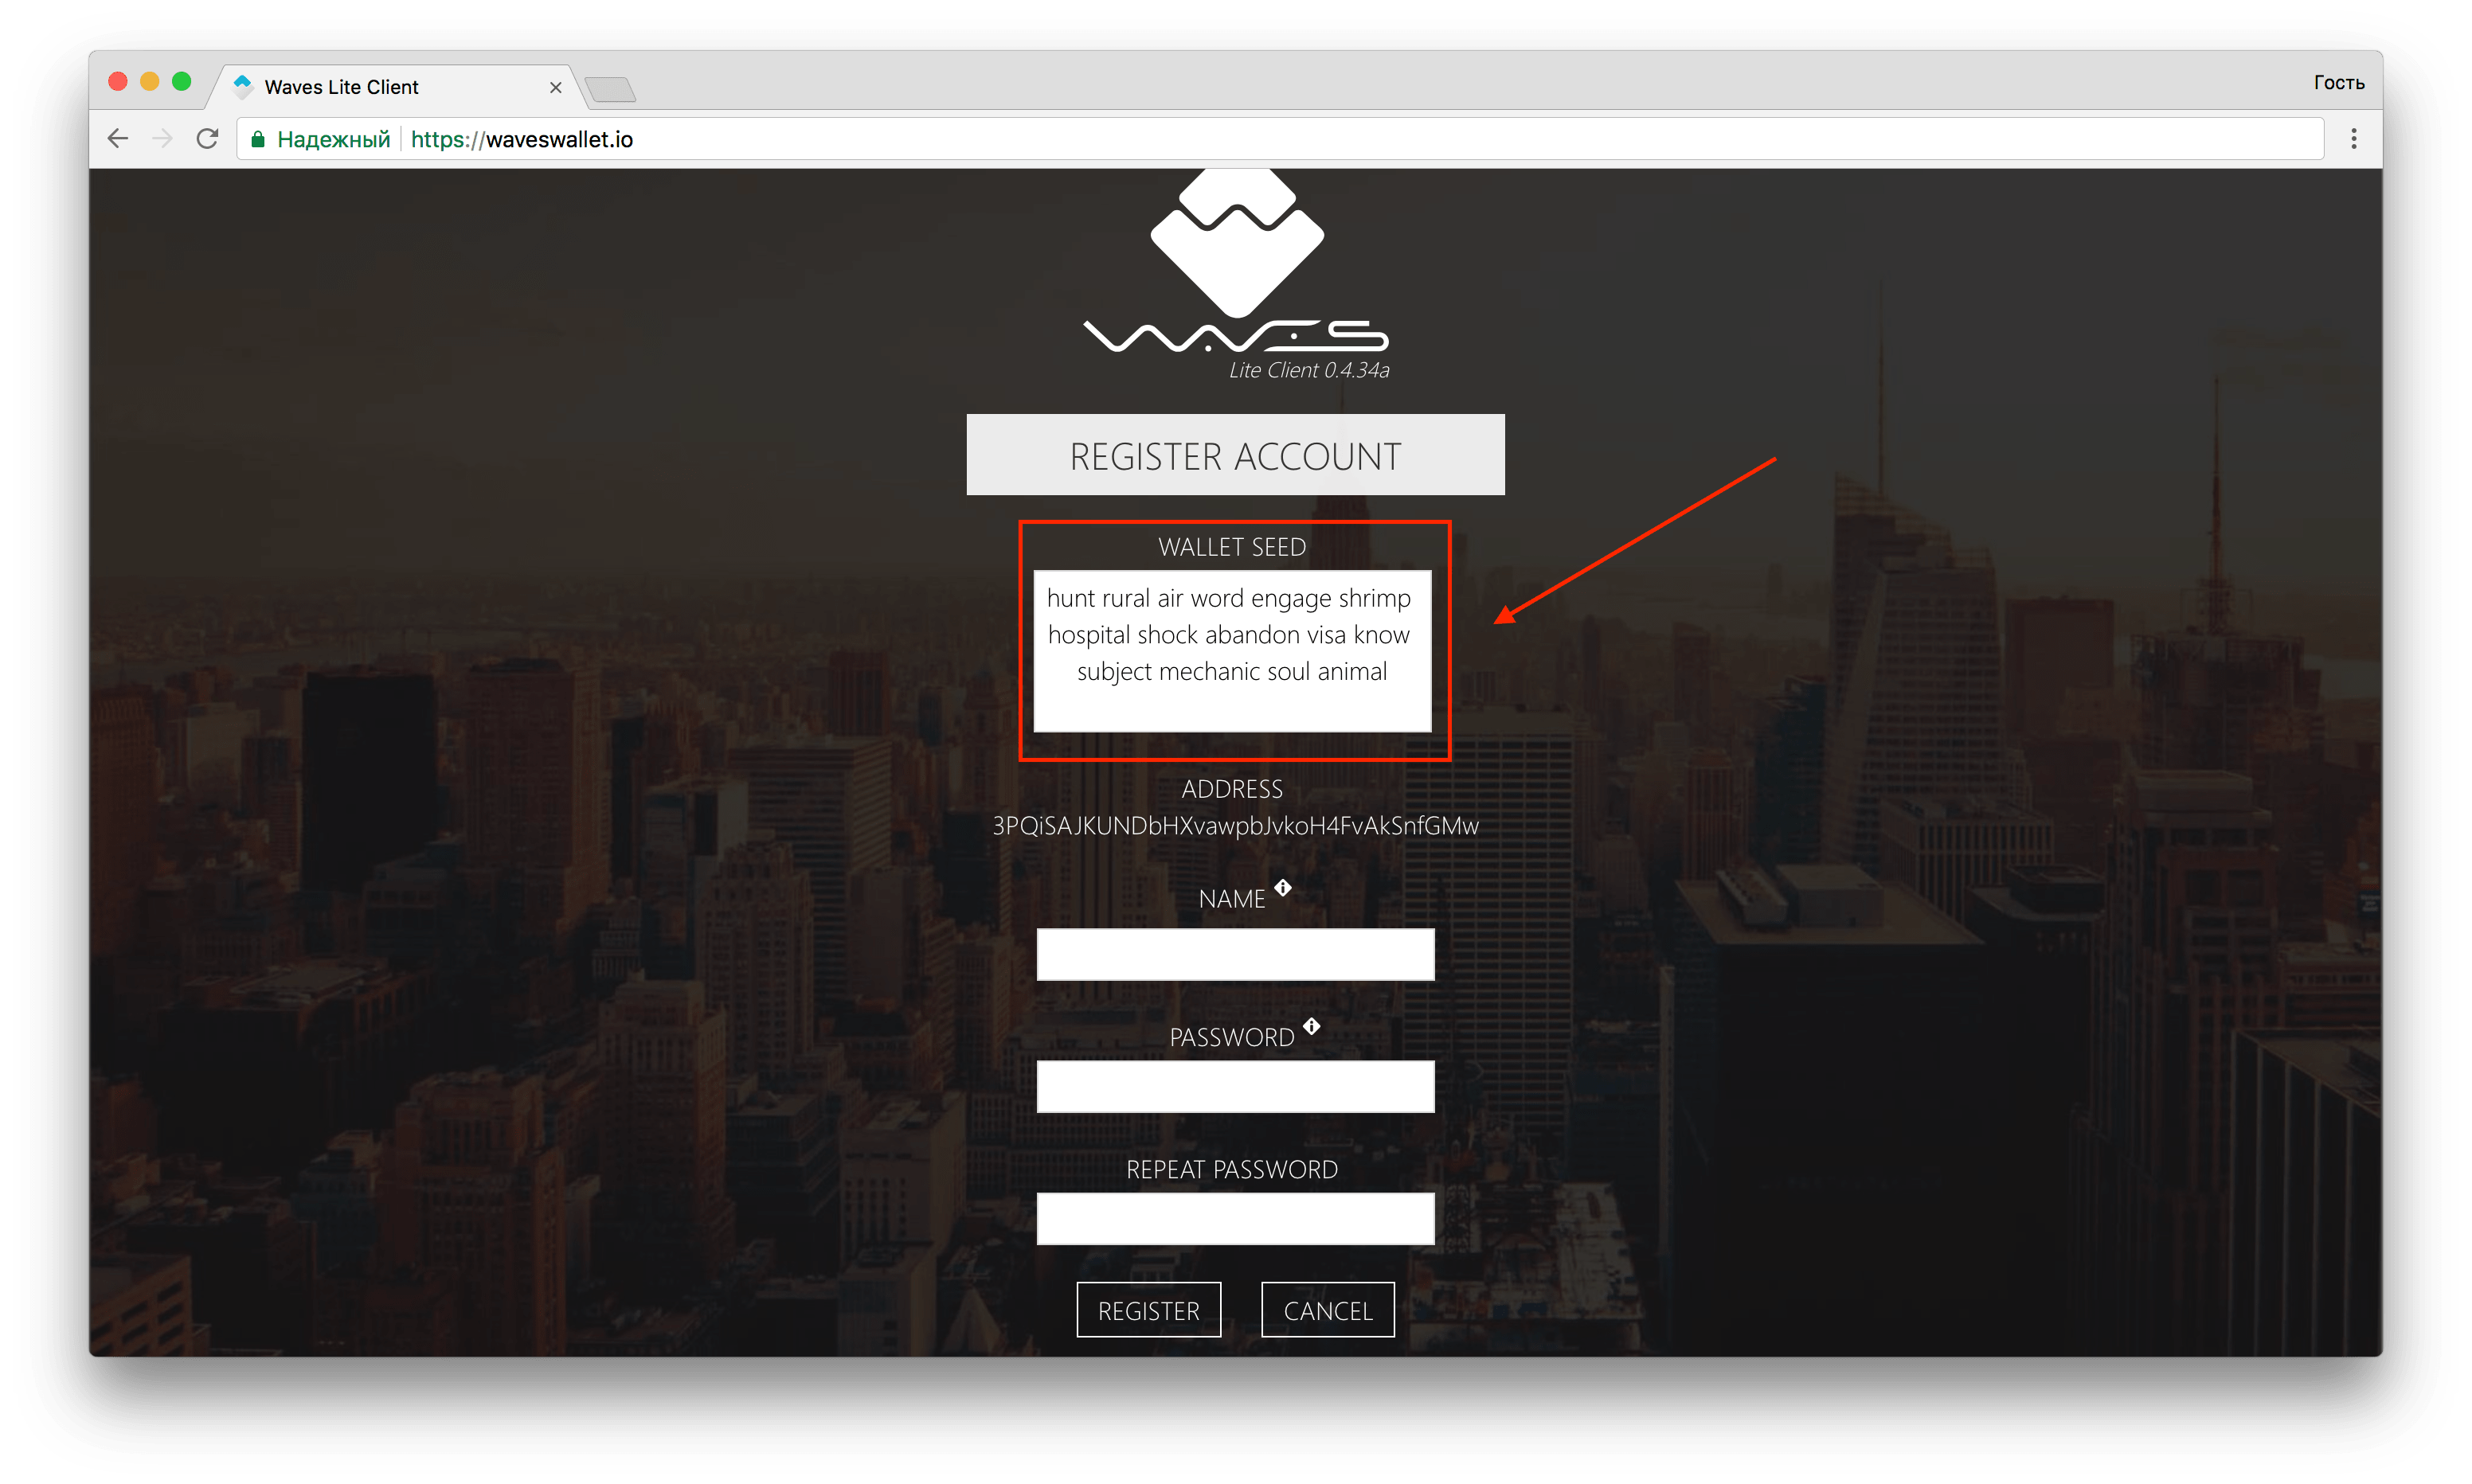 Waves Lite Client
Гость
Надежный
https://waveswallet.io
WAVES
Lite Client 0.4.34a
REGISTER ACCOUNT
WALLET SEED
hunt rural air word engage shrimp
hospital shock abandon visa know
subject mechanic soul animal
ADDRESS
3PQiSAJKUNDbHXvawpbJvkoH4FvAkSnfGMw
NAME
PASSWORD
REPEAT PASSWORD
REGISTER
CANCEL